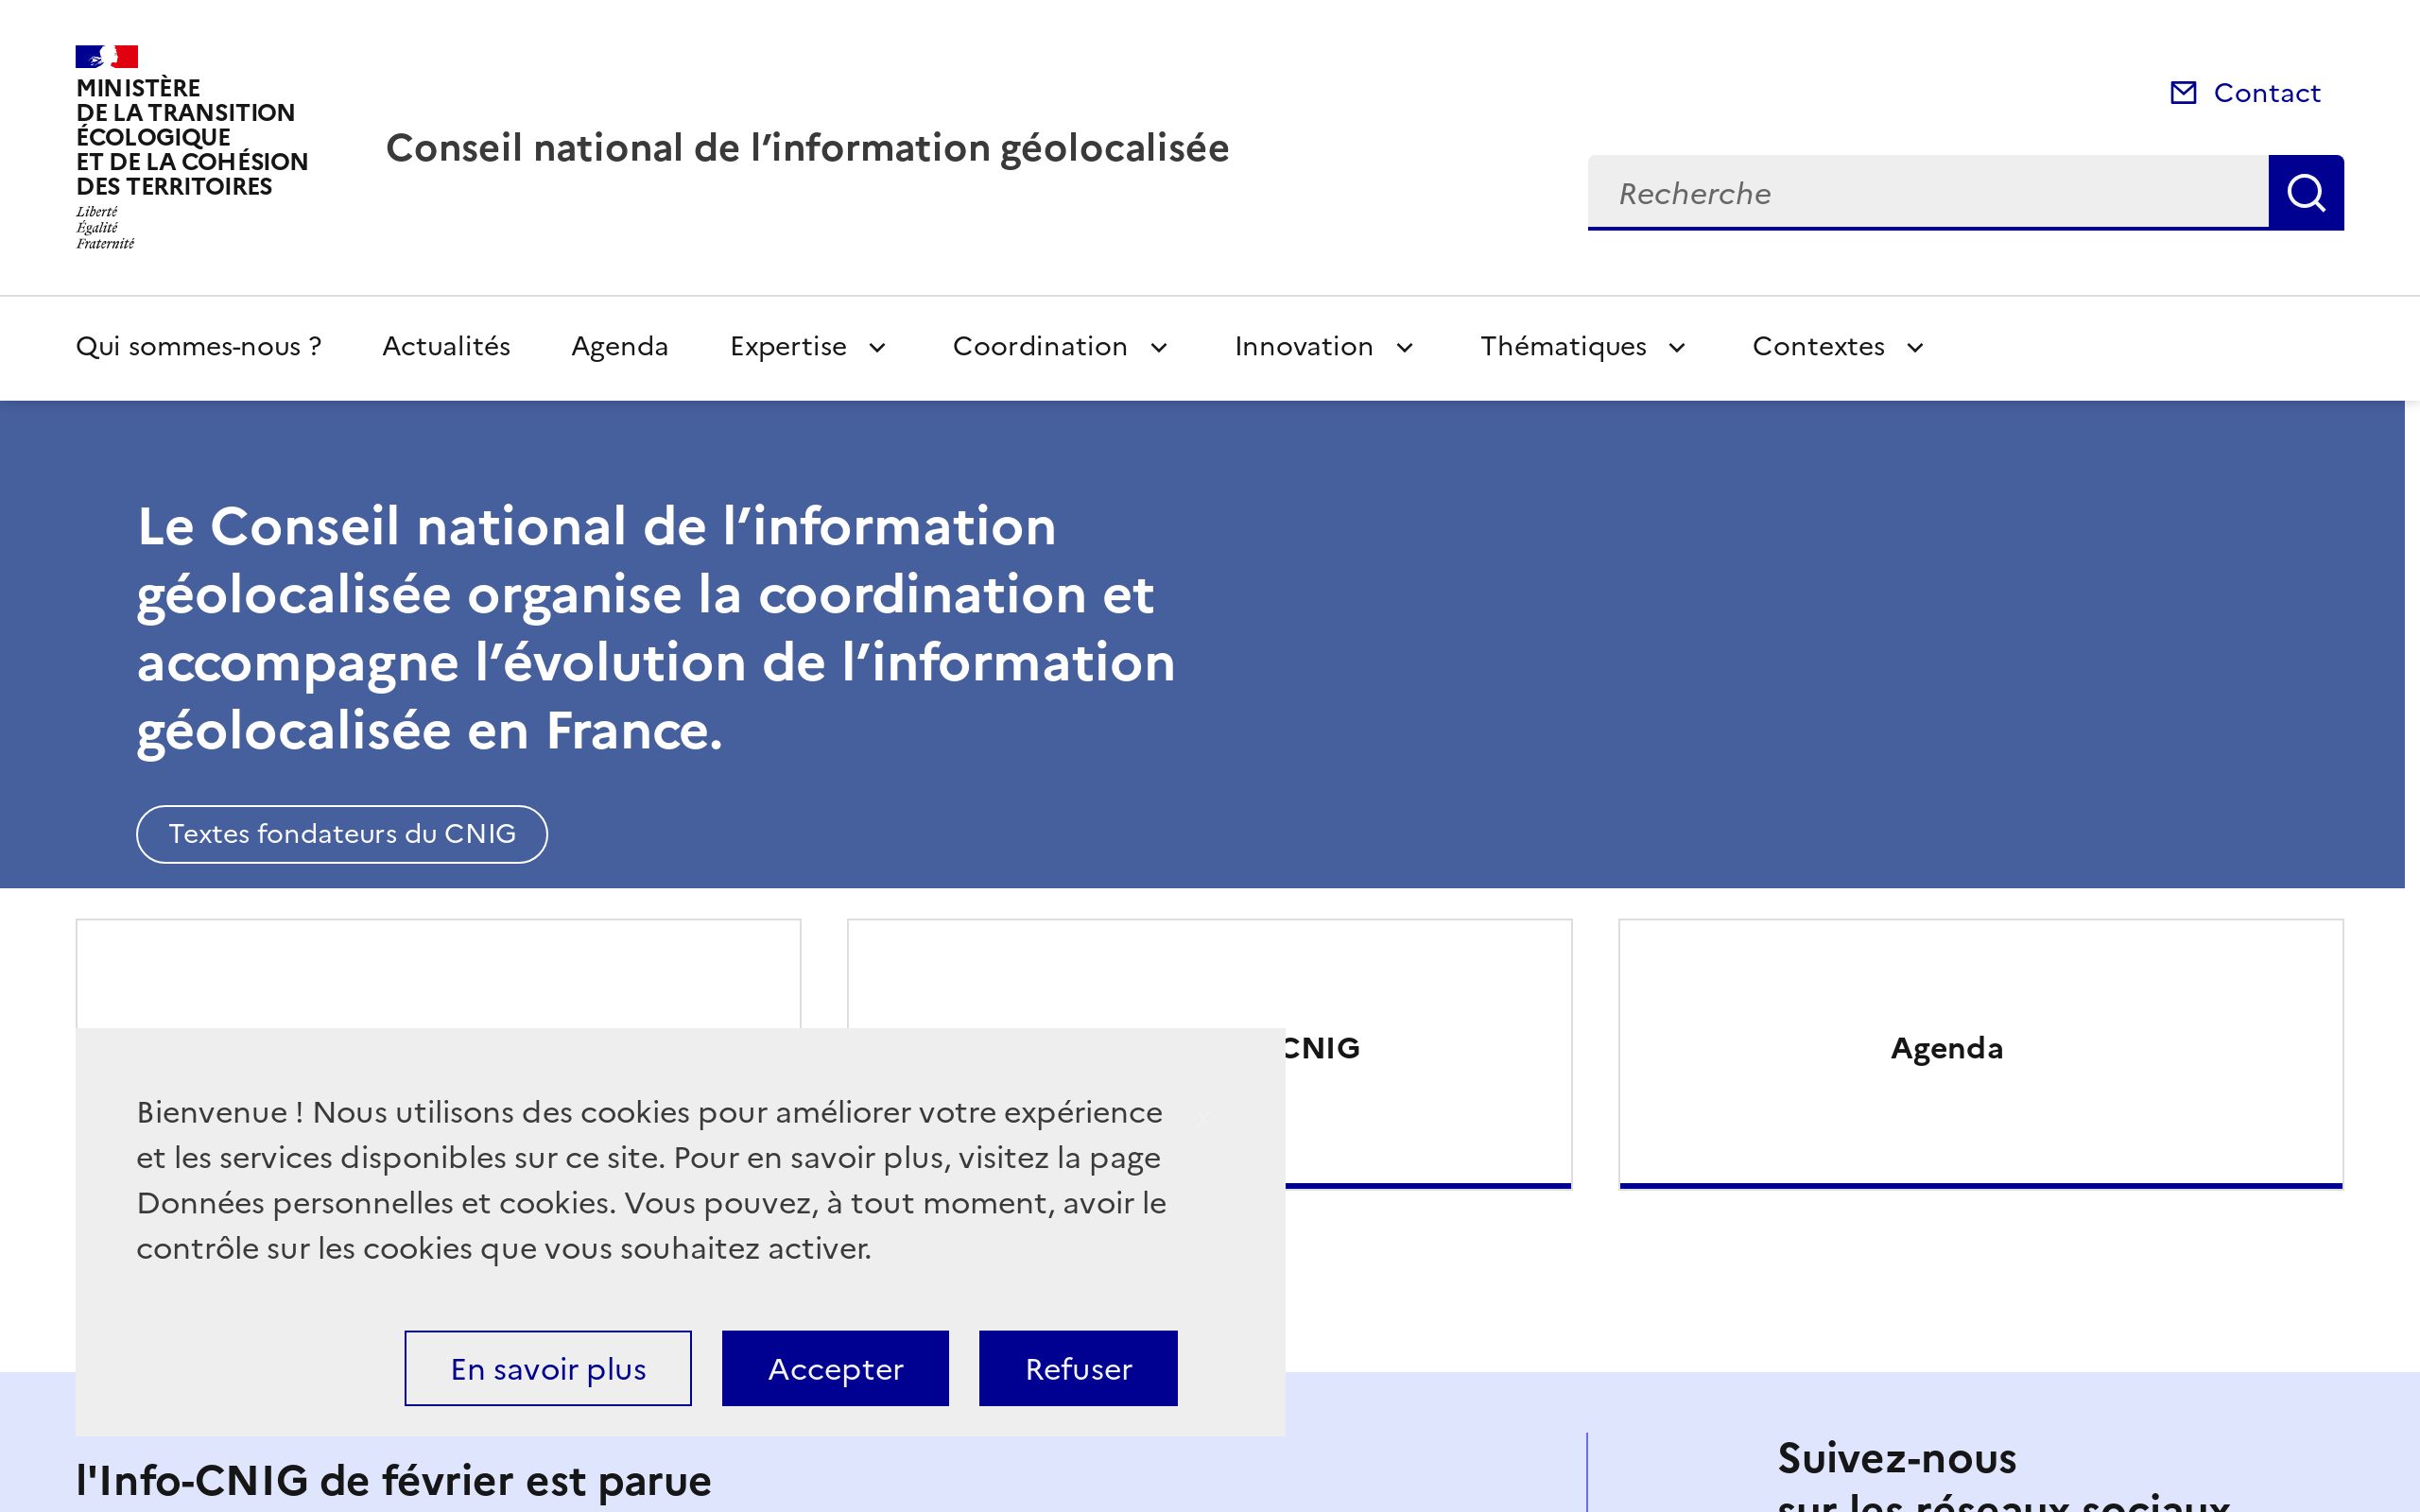 MINISTÈRE
DE LA TRANSITION
ÉCOLOGIQUE
ET DE LA COHÉSION
DES TERRITOIRES
Liberté
Égalité
Fraternité
Conseil national de l’information géolocalisée
Contact
Recherche
Qui sommes-nous ? Actualités Agenda Expertise Coordination Innovation Thématiques Contextes
Le Conseil national de l’information
géolocalisée organise la coordination et
accompagne l’évolution de l’information
géolocalisée en France.
Textes fondateurs du CNIG
CNIG
Agenda
Bienvenue ! Nous utilisons des cookies pour améliorer votre expérience
et les services disponibles sur ce site. Pour en savoir plus, visitez la page
Données personnelles et cookies. Vous pouvez, à tout moment, avoir le
contrôle sur les cookies que vous souhaitez activer.
En savoir plus Accepter Refuser
l'Info-CNIG de février est parue
Suivez-nous
sur les réseaux sociaux